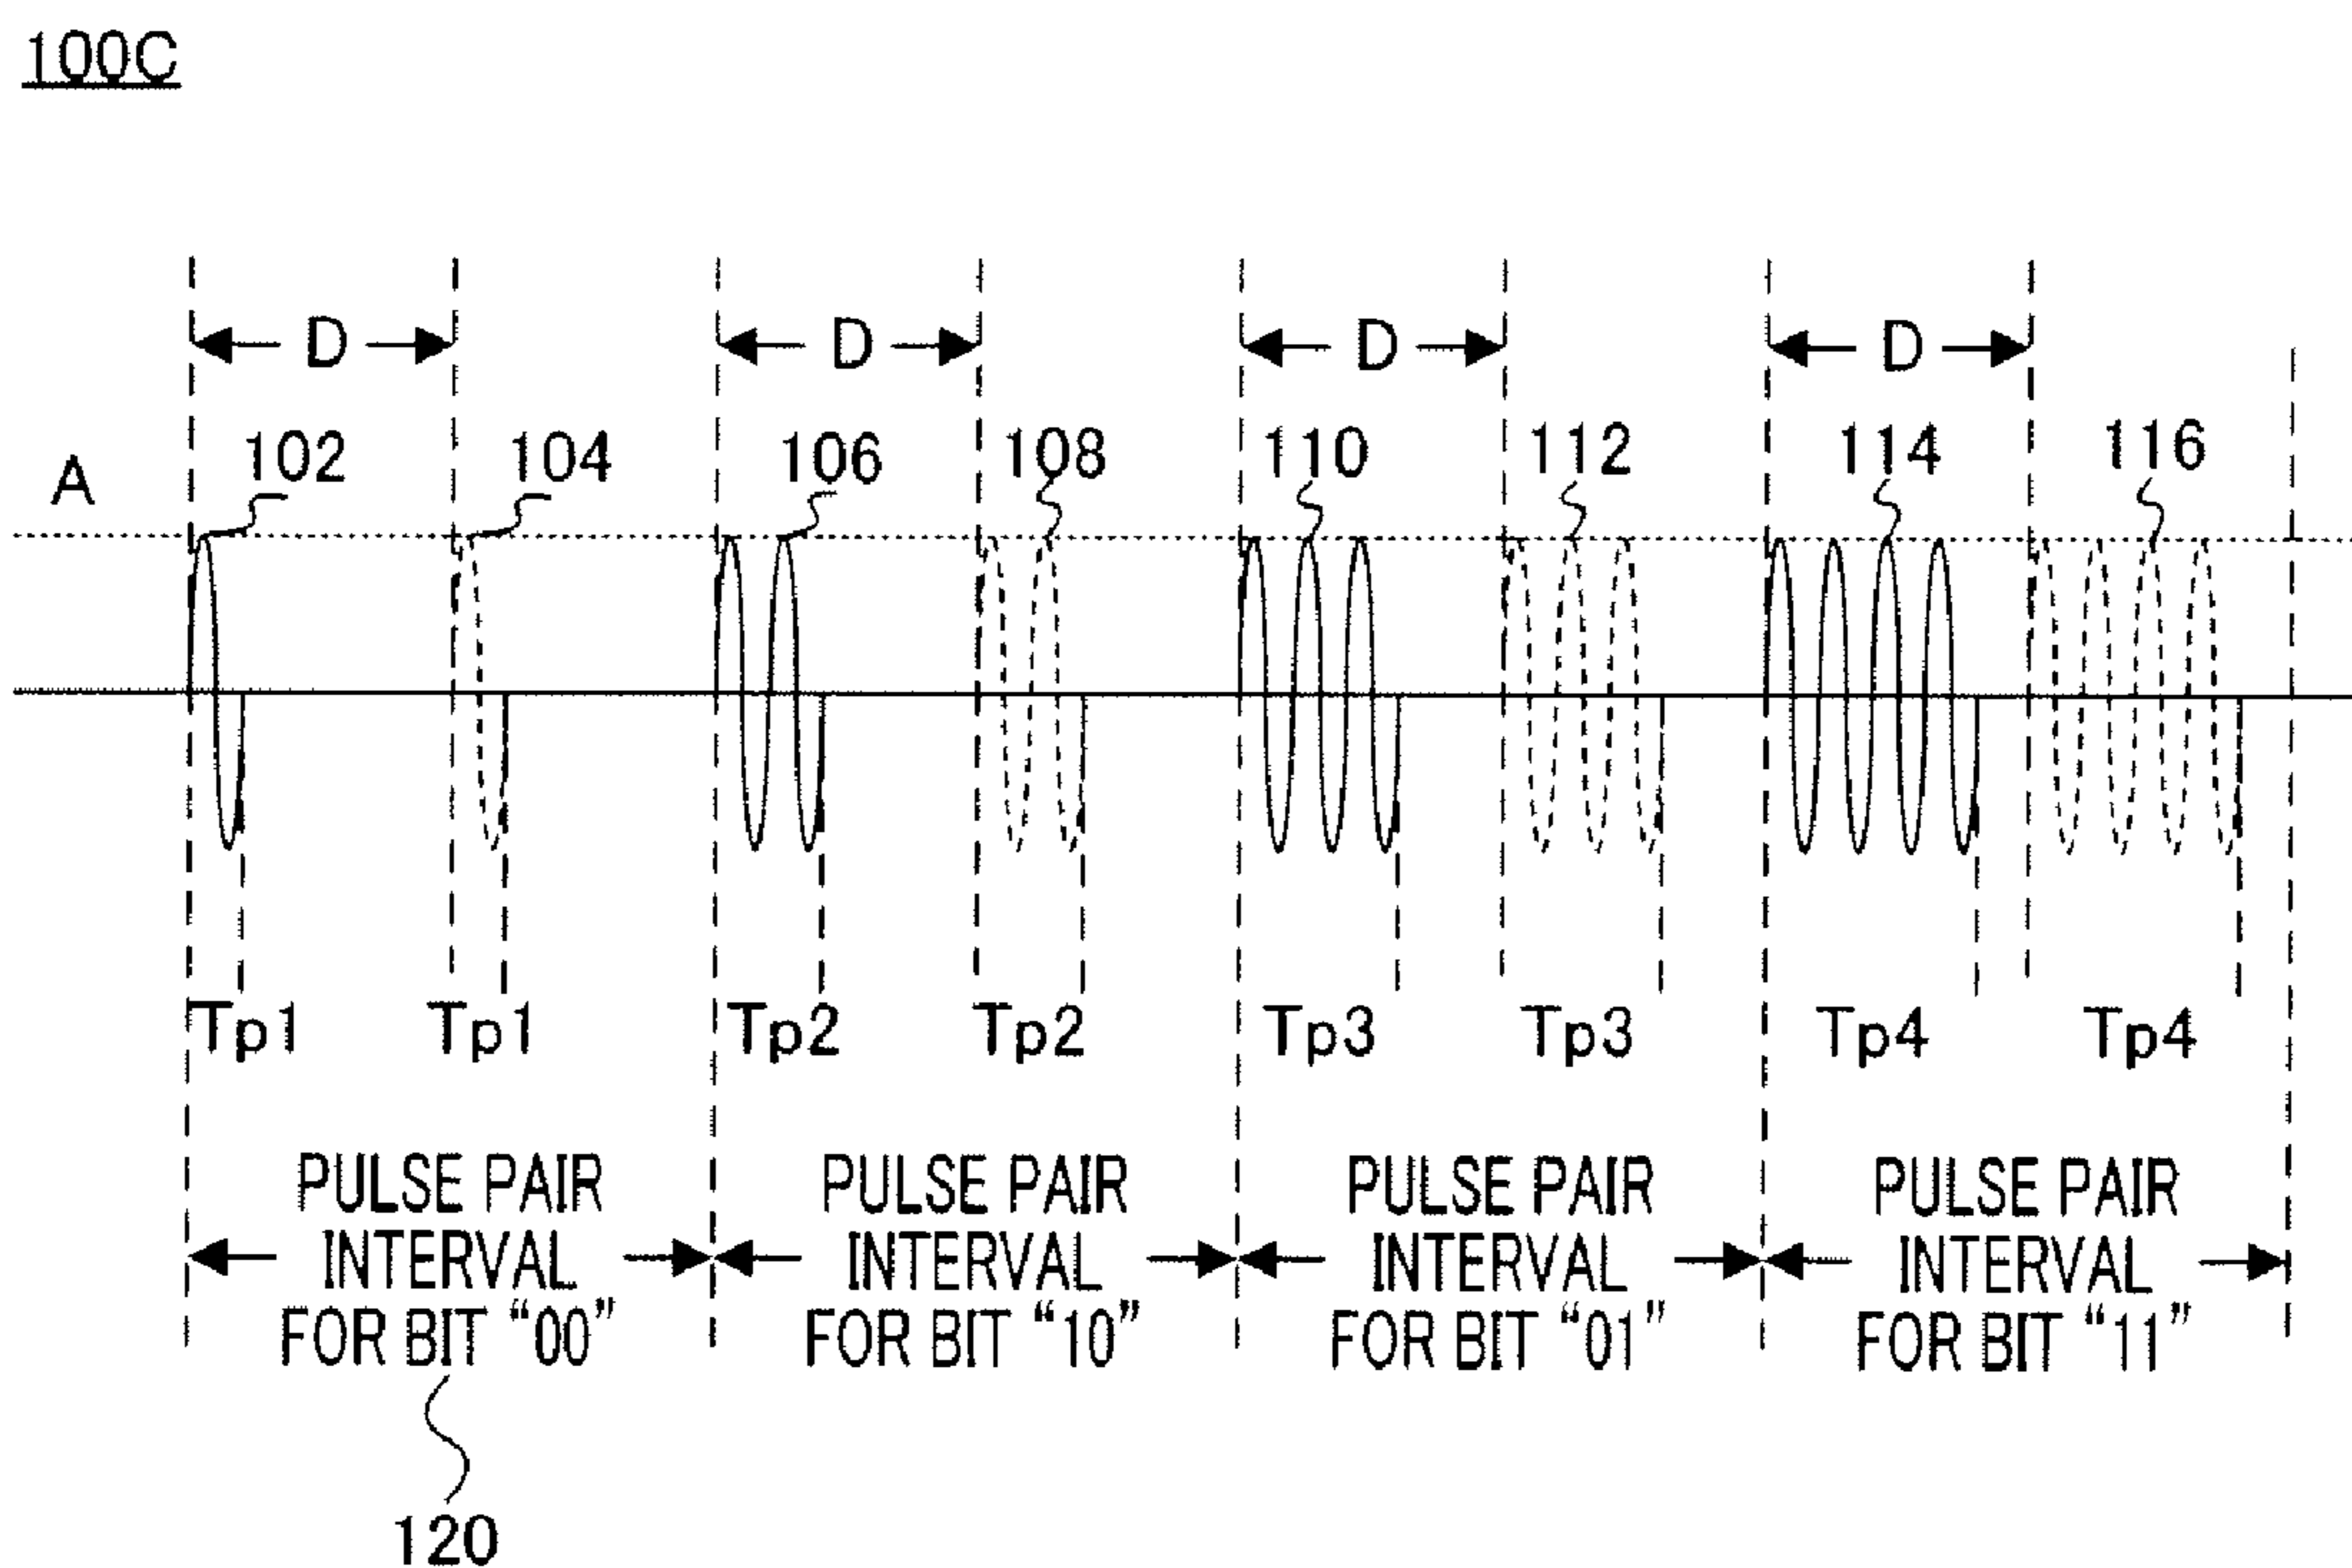 100C
D D D D
A 102 104 106 108 110 112 114 116
Tp1 Tp1 Tp2 Tp2 Tp3 Tp3 Tp4 Tp4
PULSE PAIR
INTERVAL
FOR BIT “00”
PULSE PAIR
INTERVAL
FOR BIT “10”
PULSE PAIR
INTERVAL
FOR BIT “01”
PULSE PAIR
INTERVAL
FOR BIT “11”
120